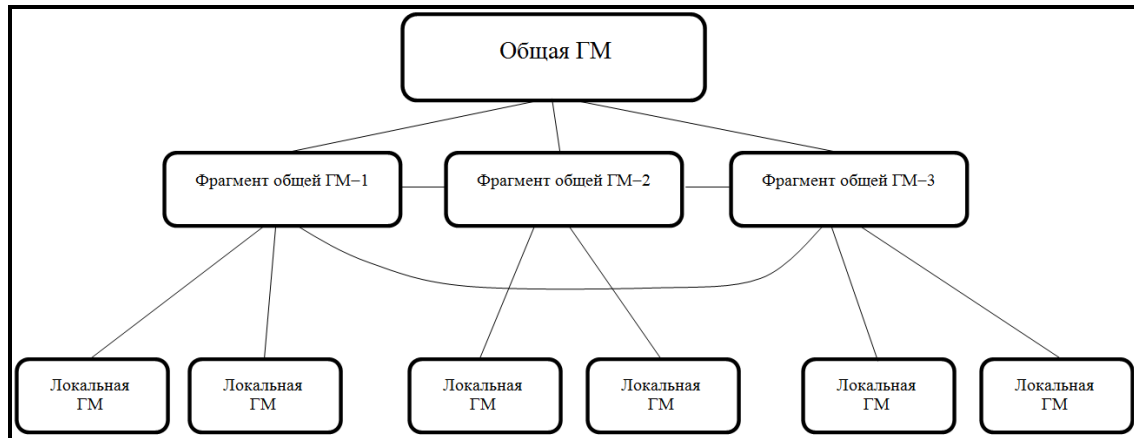 Общая ГМ
Фрагмент общей ГМ–1
Фрагмент общей ГМ–2
Фрагмент общей ГМ–3
Локальная
ГМ
Локальная
ГМ
Локальная
ГМ
Локальная
ГМ
Локальная
ГМ
Локальная
ГМ